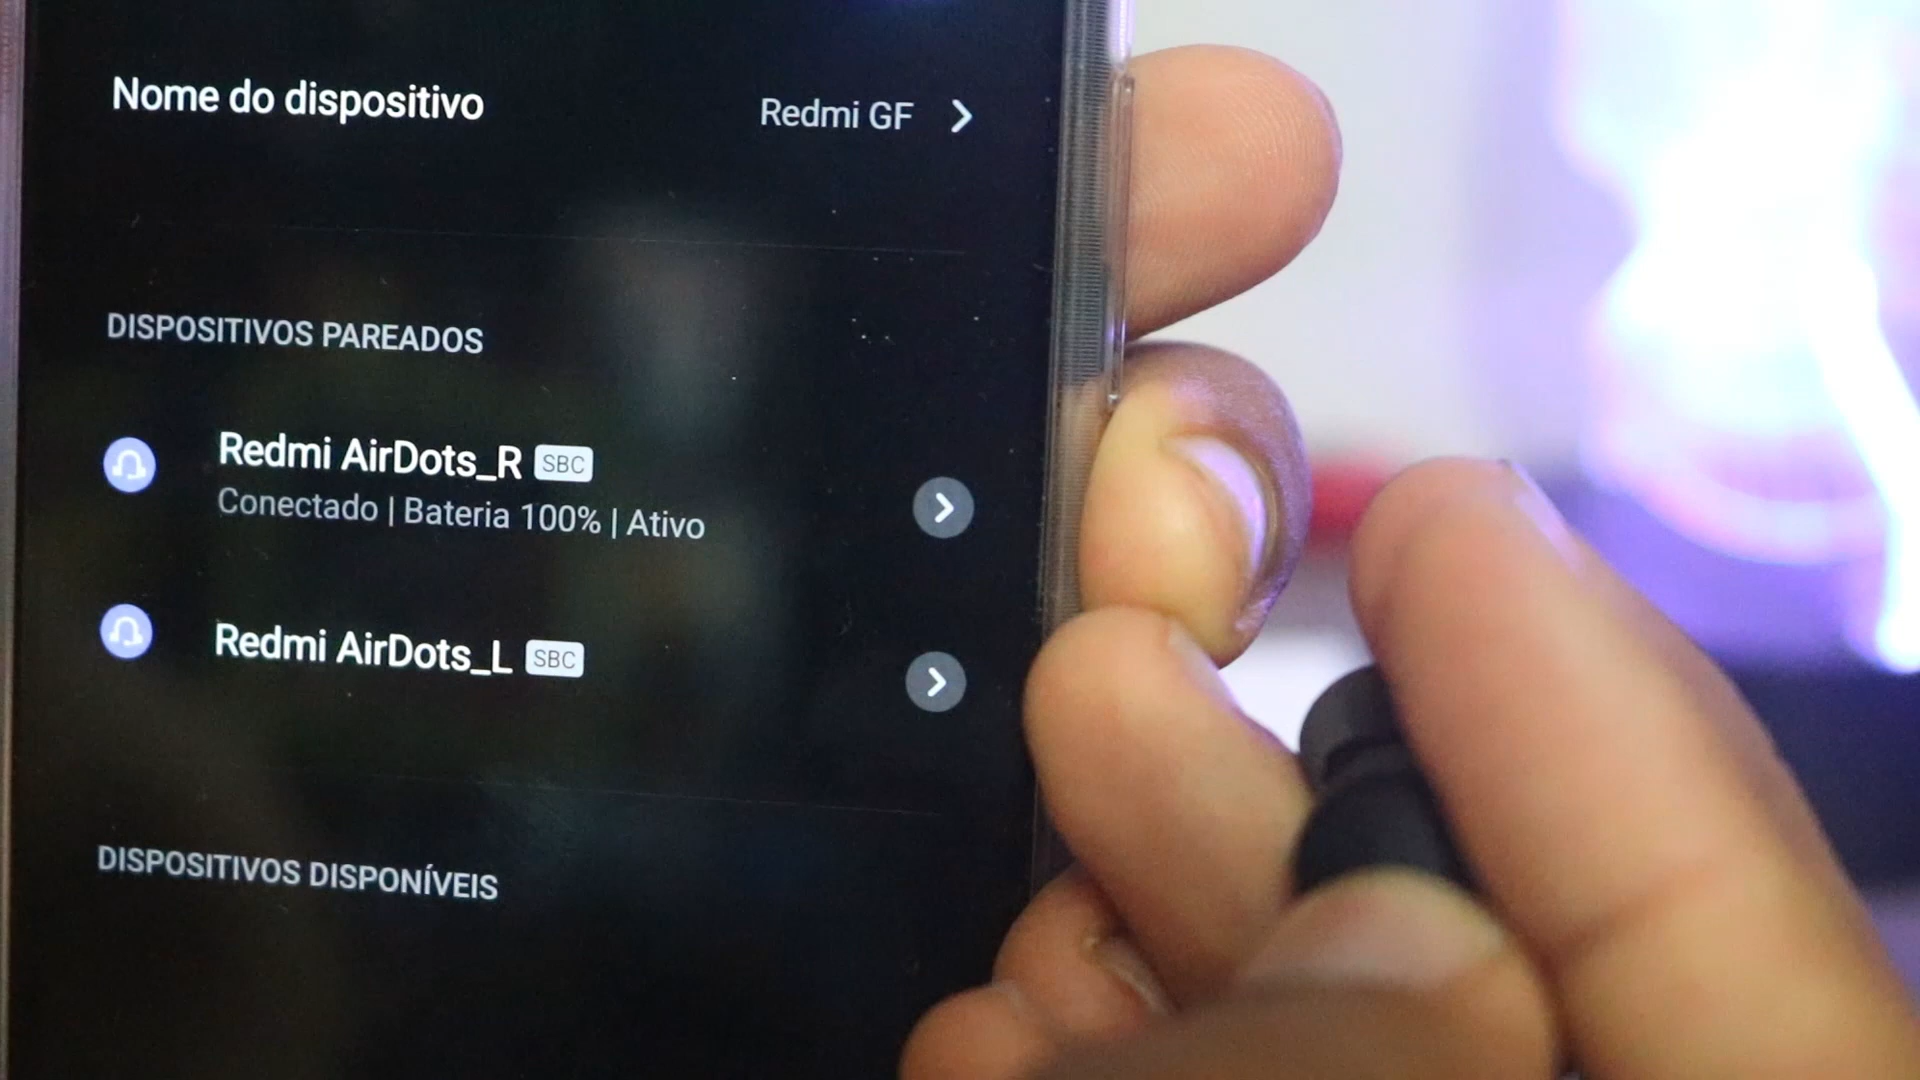 Nome do dispositivo
Redmi GF
DISPOSITIVOS PAREADOS
Redmi AirDots_R SBC
Conectado | Bateria 100% | Ativo
Redmi AirDots_L SBC
DISPOSITIVOS DISPONÍVEIS